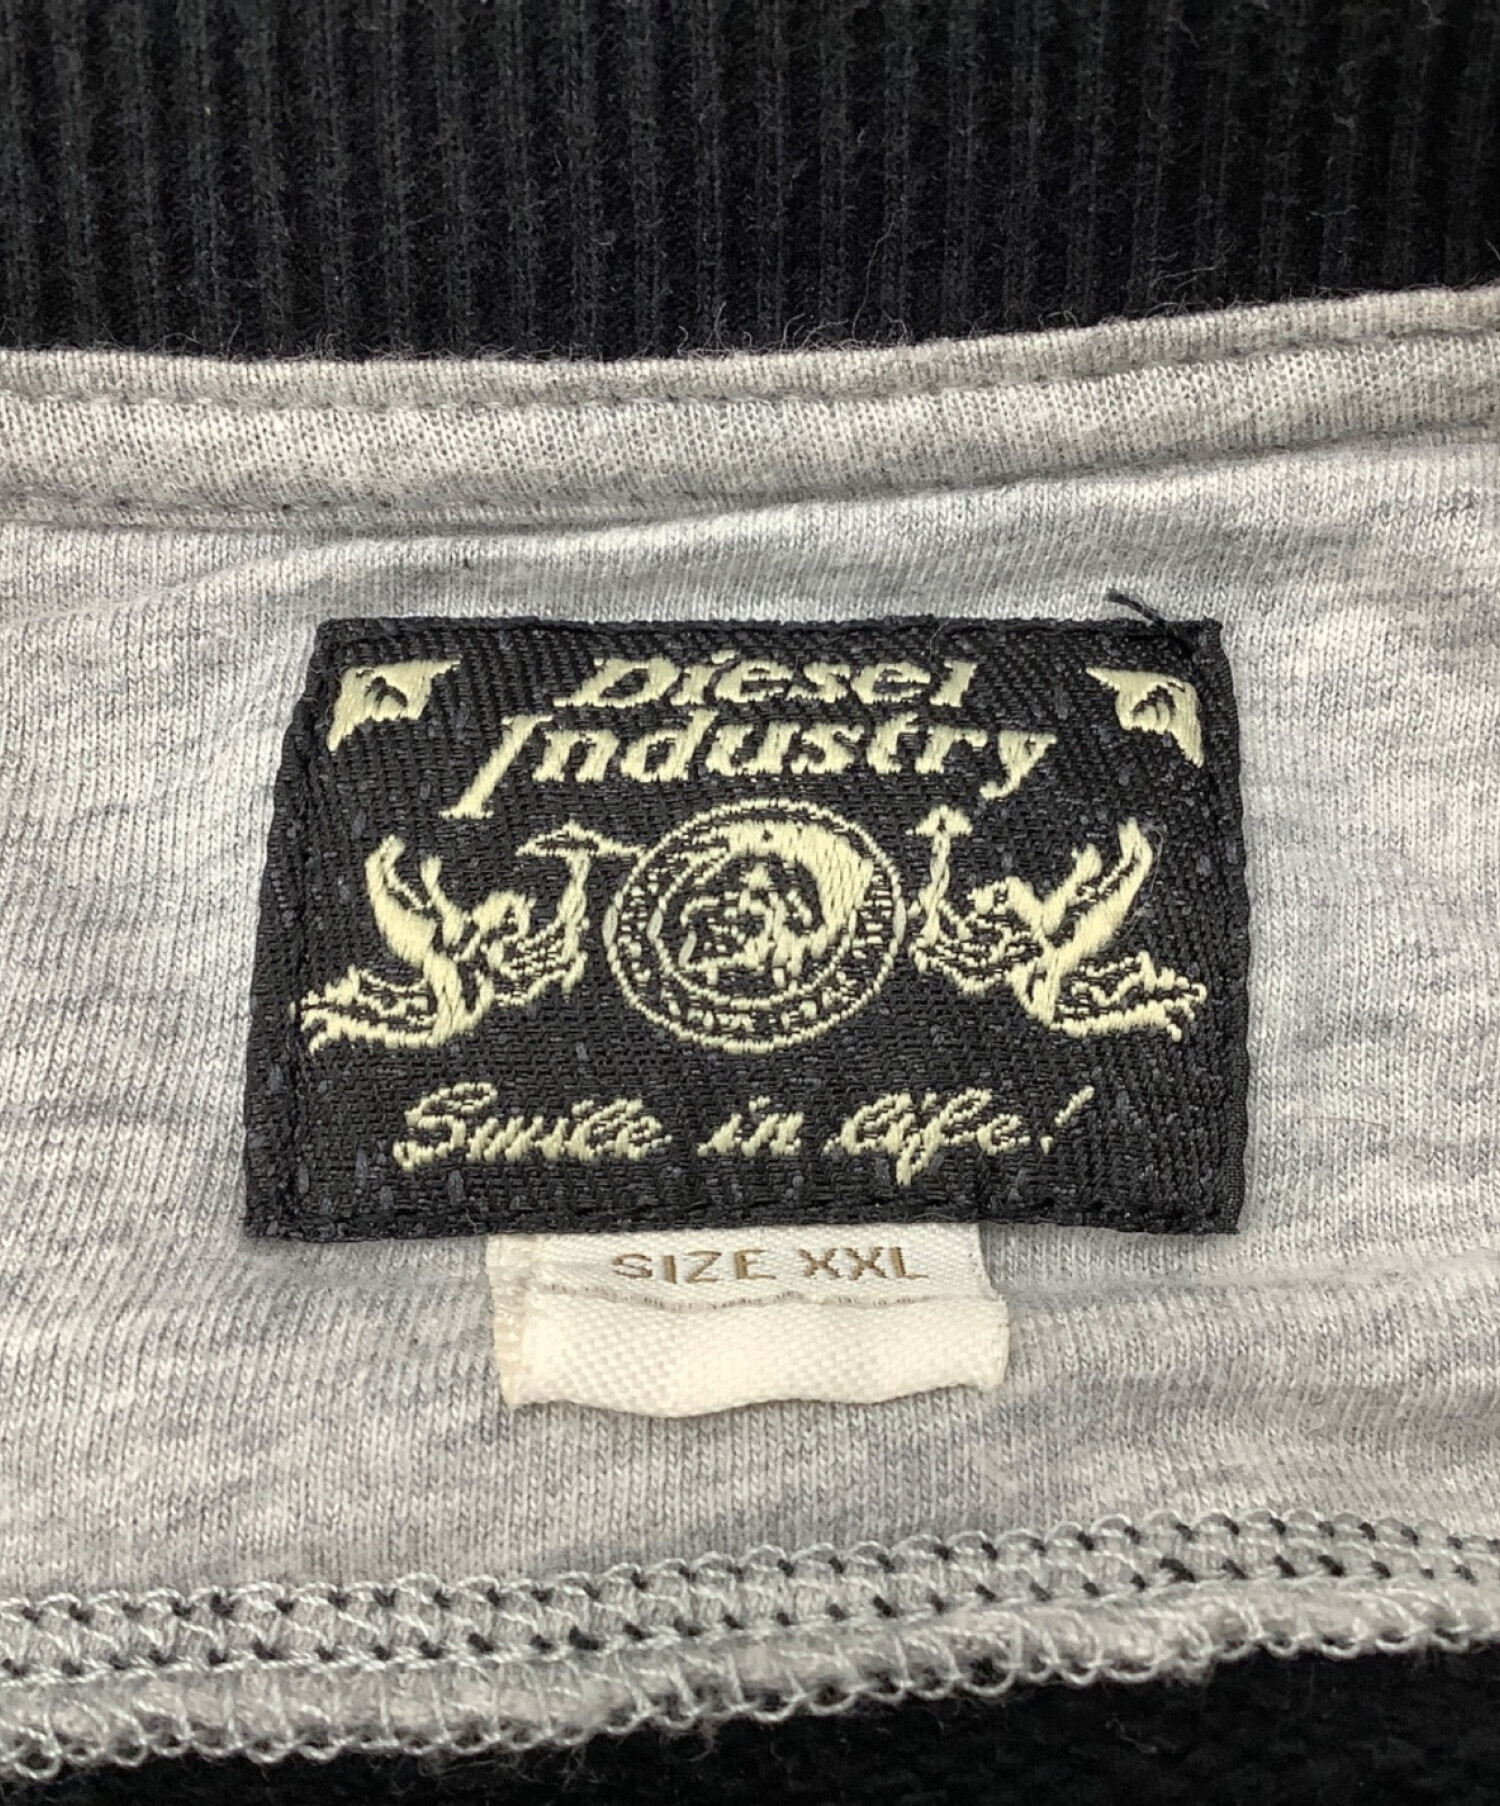 Diesel
Industry
Smile in life!
SIZE XXL